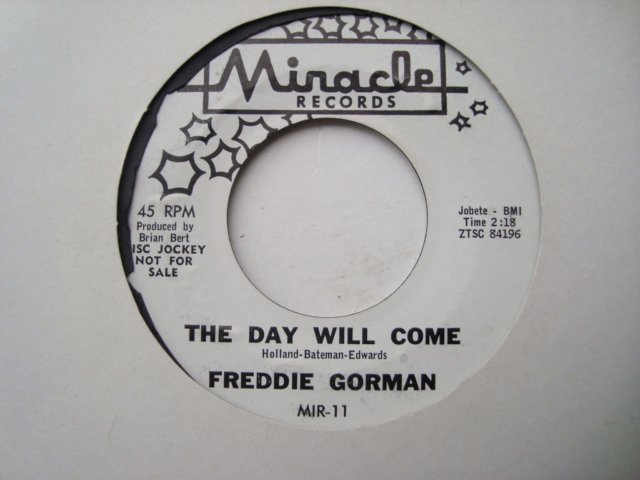 Miracle
RECORDS
45 RPM
Produced by
Brian Bert
ISC JOCKEY
NOT FOR
SALE
Jobete - BMI
Time 2:18
ZTSC 84196
THE DAY WILL COME
Holland-Bateman-Edwards
FREDDIE GORMAN
MIR-11